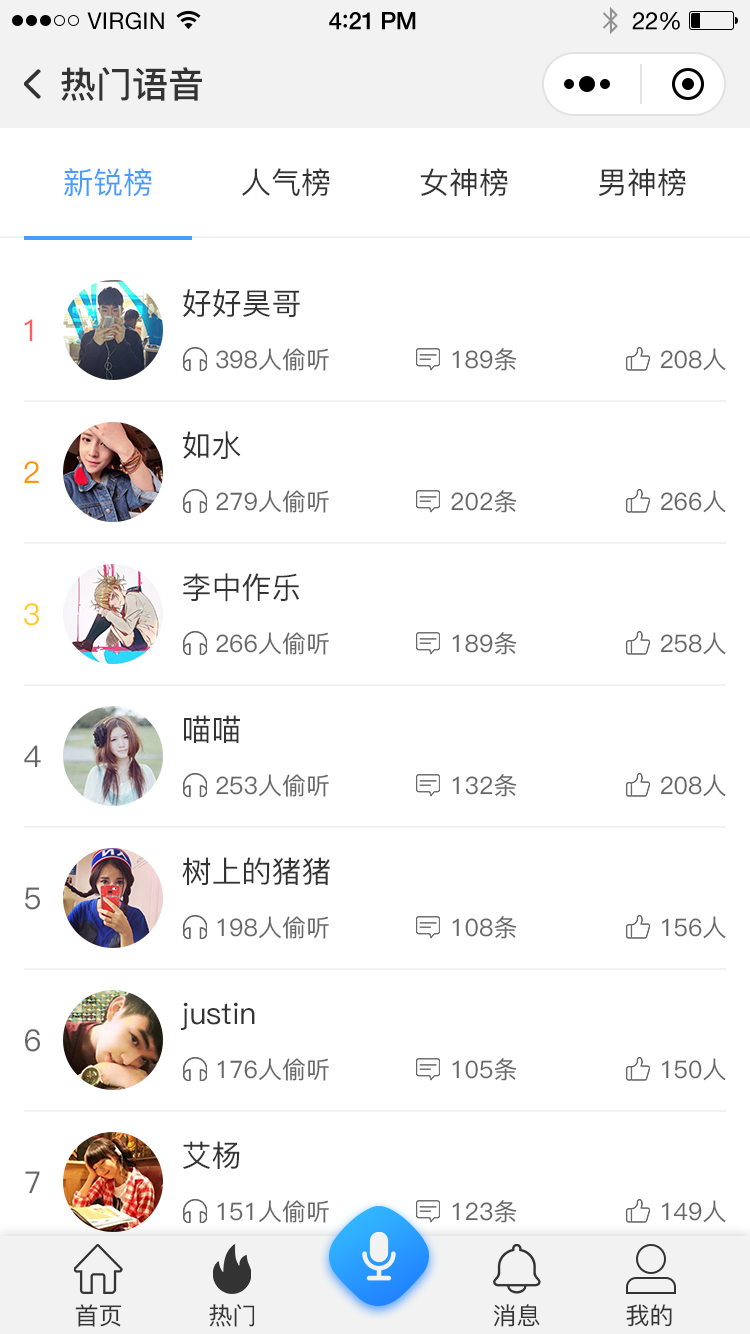 VIRGIN 4:21 PM 22%
热门语音
新锐榜 人气榜 女神榜 男神榜
好好昊哥
1
398人偷听 189条 208人
如水
2
279人偷听 202条 266人
李中作乐
3
266人偷听 189条 258人
喵喵
4
253人偷听 132条 208人
树上的猪猪
5
198人偷听 108条 156人
justin
6
176人偷听 105条 150人
艾杨
7
151人偷听 123条 149人
首页 热门 消息 我的